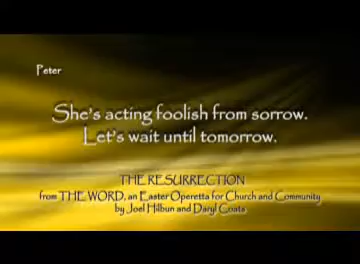 Peter
She's acting foolish from sorrow.
Let's wait until tomorrow.
THE RESURRECTION
from THE WORD, an Easter Operetta for Church and Community
by Joel Hilbun and Daryl Coats